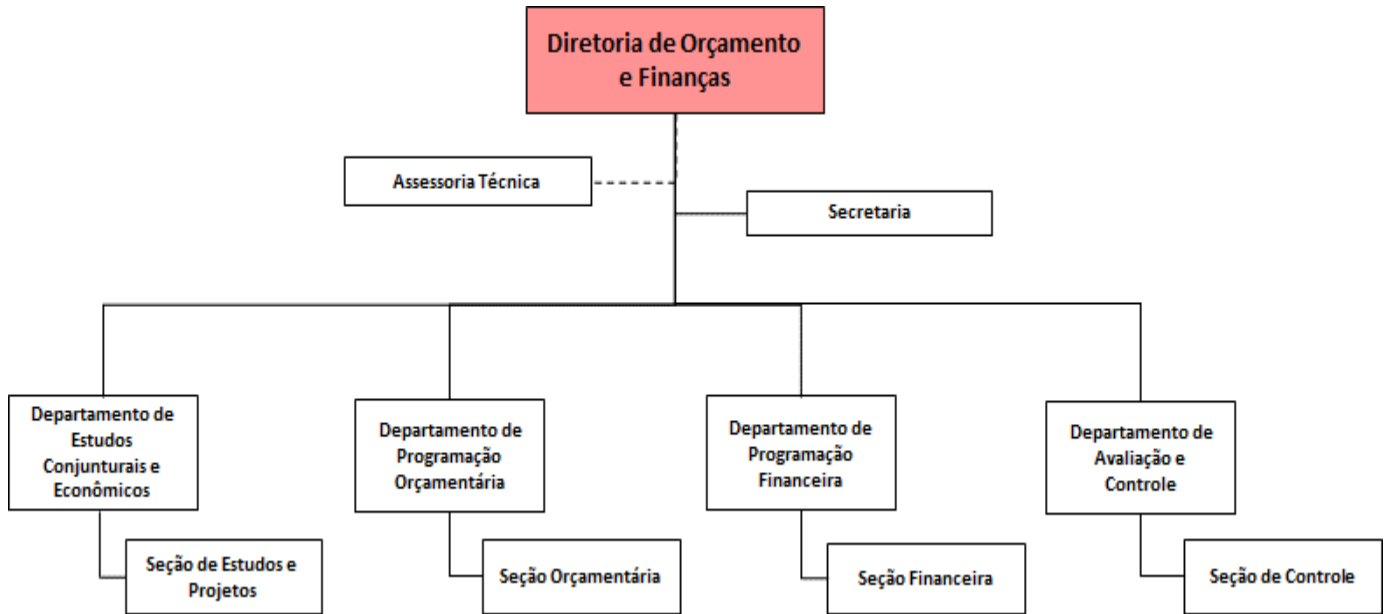 Diretoria de Orçamento
e Finanças
Assessoria Técnica
Secretaria
Departamento de
Estudos
Conjunturais e
Econômicos
Departamento de
Programação
Orçamentária
Departamento de
Programação
Financeira
Departamento de
Avaliação e
Controle
Seção de Estudos e
Projetos
Seção Orçamentária
Seção Financeira
Seção de Controle